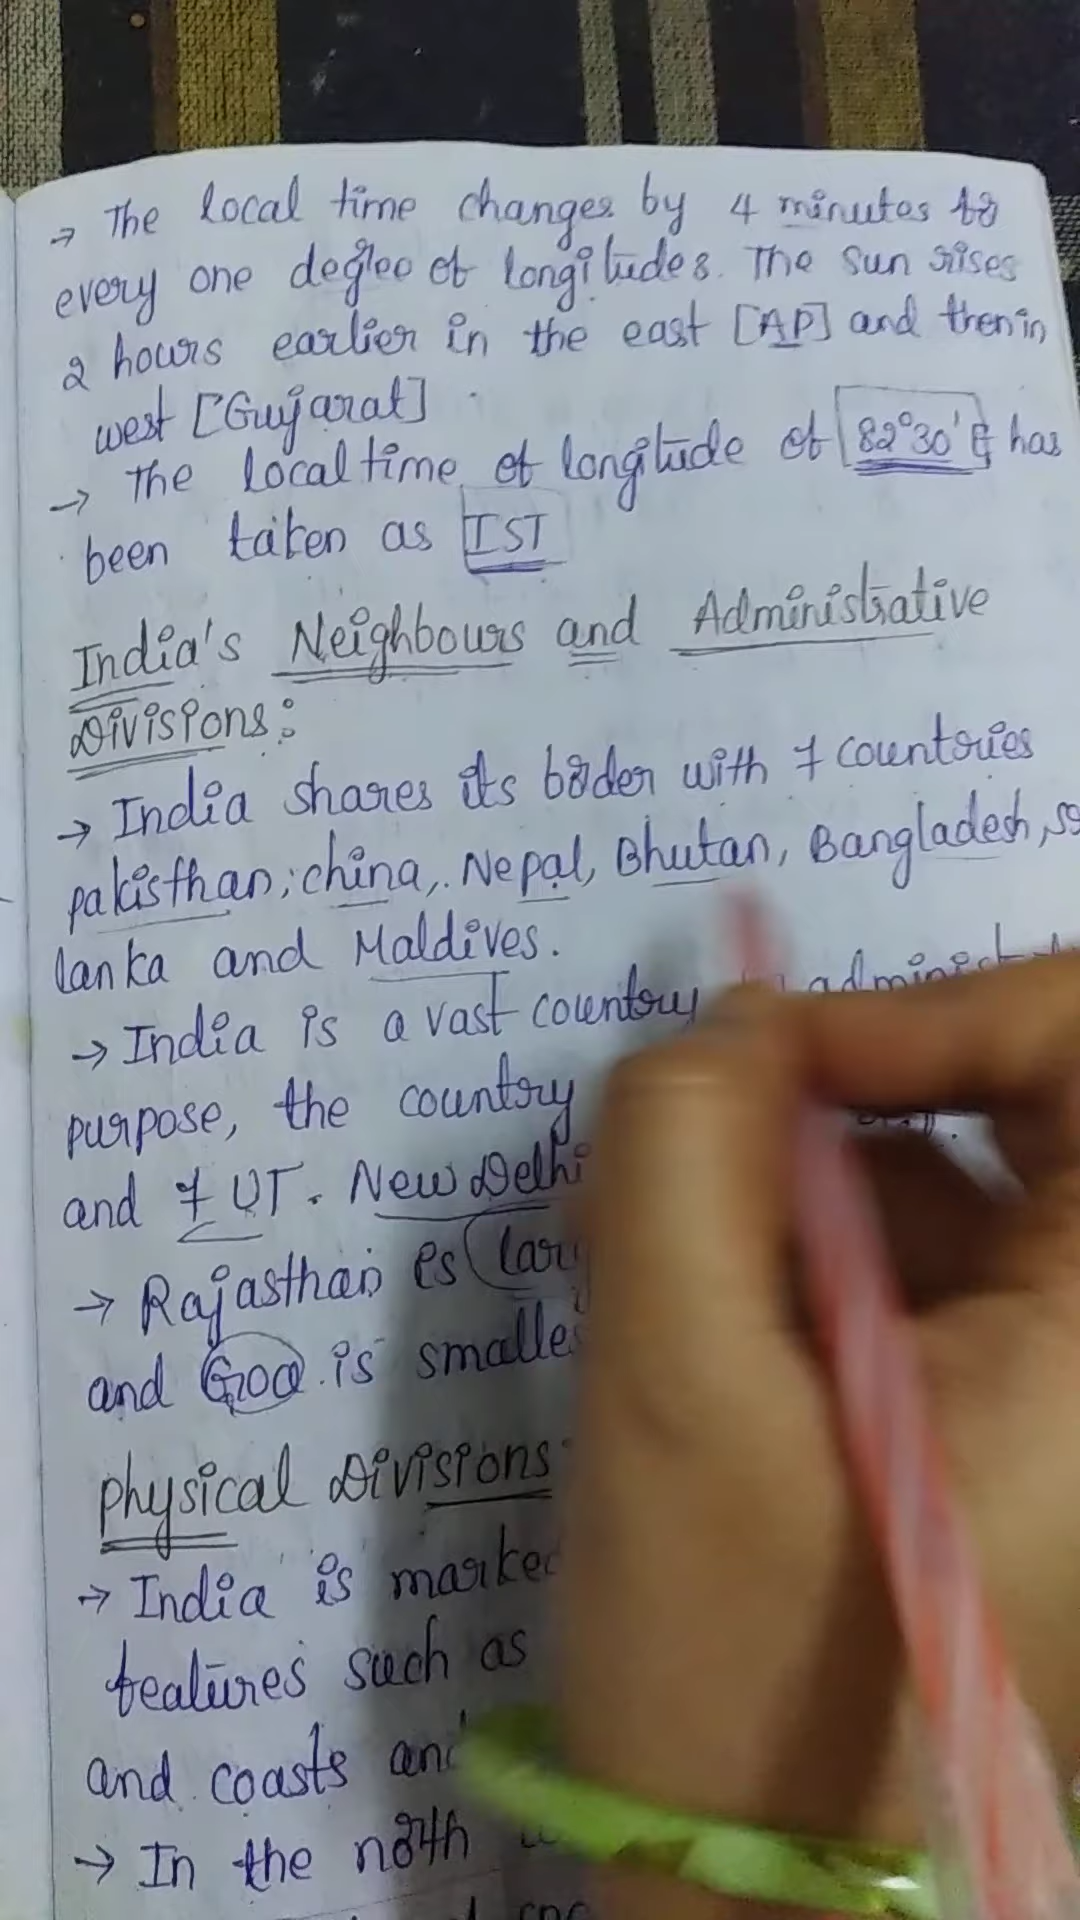 → The local time changes by 4 minutes for
every one degree of longitudes. The sun rises
2 hours earlier in the east [AP] and then in
west [Gujarat]
→ The local time of longitude of 82°30'E has
been taken as IST
India's Neighbours and Administrative
Divisions:
→ India shares its border with 7 countries
pakisthan, china, Nepal, Bhutan, Bangladesh, sri
lanka and Maldives.
→ India is a vast country
purpose, the country
and 7 UT. New Delhi
→ Rajasthan is
and Goa is
physical Divisions
→ India is
features such as
and coasts and
→ In the north